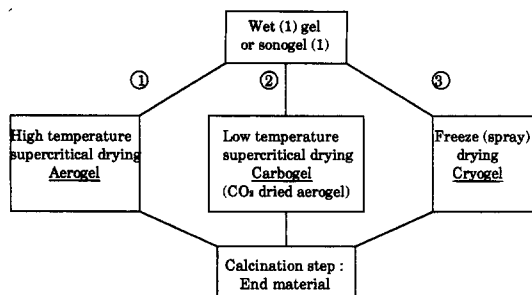 Wet (1) gel
or sonogel (1)
①
②
③
High temperature
supercritical drying
Aerogel
Low temperature
supercritical drying
Carbogel
(CO₂ dried aerogel)
Freeze (spray)
drying
Cryogel
Calcination step :
End material